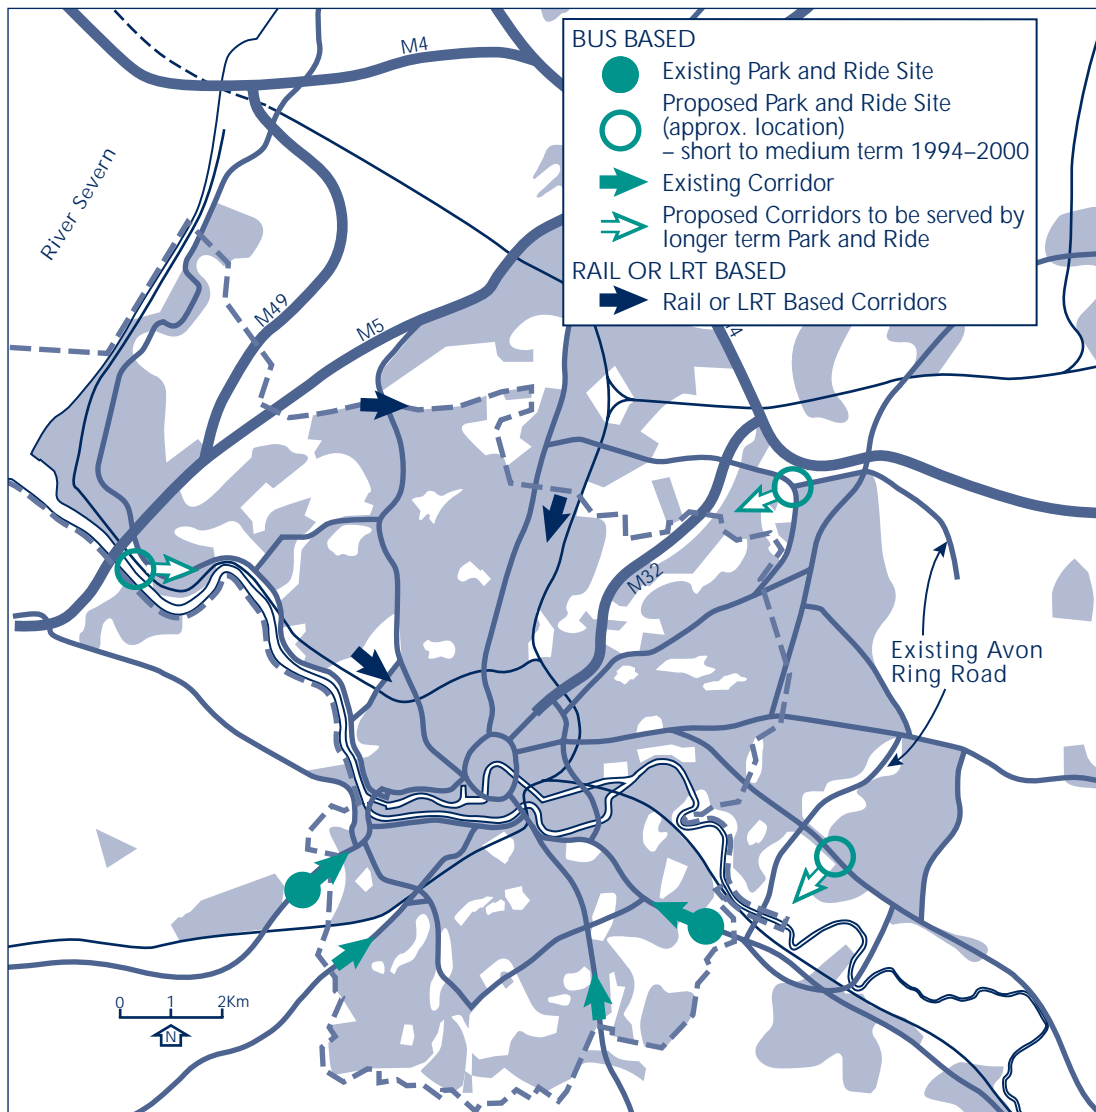 BUS BASED
Existing Park and Ride Site
Proposed Park and Ride Site
(approx. location)
– short to medium term 1994–2000
Existing Corridor
Proposed Corridors to be served by
longer term Park and Ride
RAIL OR LRT BASED
Rail or LRT Based Corridors
M4
River Severn
M49
M5
M32
Existing Avon
Ring Road
0 1 2Km
N